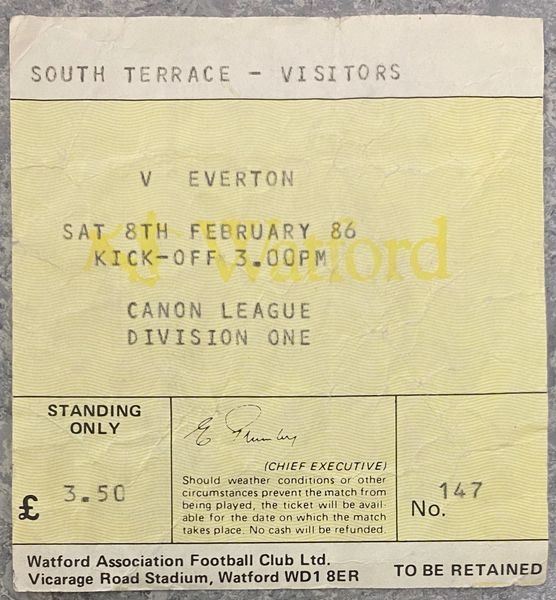 SOUTH TERRACE - VISITORS
V EVERTON
Watford
SAT 8TH FEBRUARY 86
KICK-OFF 3.00PM
CANON LEAGUE
DIVISION ONE
STANDING
ONLY
£ 3.50
(CHIEF EXECUTIVE)
Should weather conditions or other
circumstances prevent the match from
being played, the ticket will be avail-
able for the date on which the match
takes place. No cash will be refunded.
No. 147
Watford Association Football Club Ltd.
Vicarage Road Stadium, Watford WD1 8ER
TO BE RETAINED